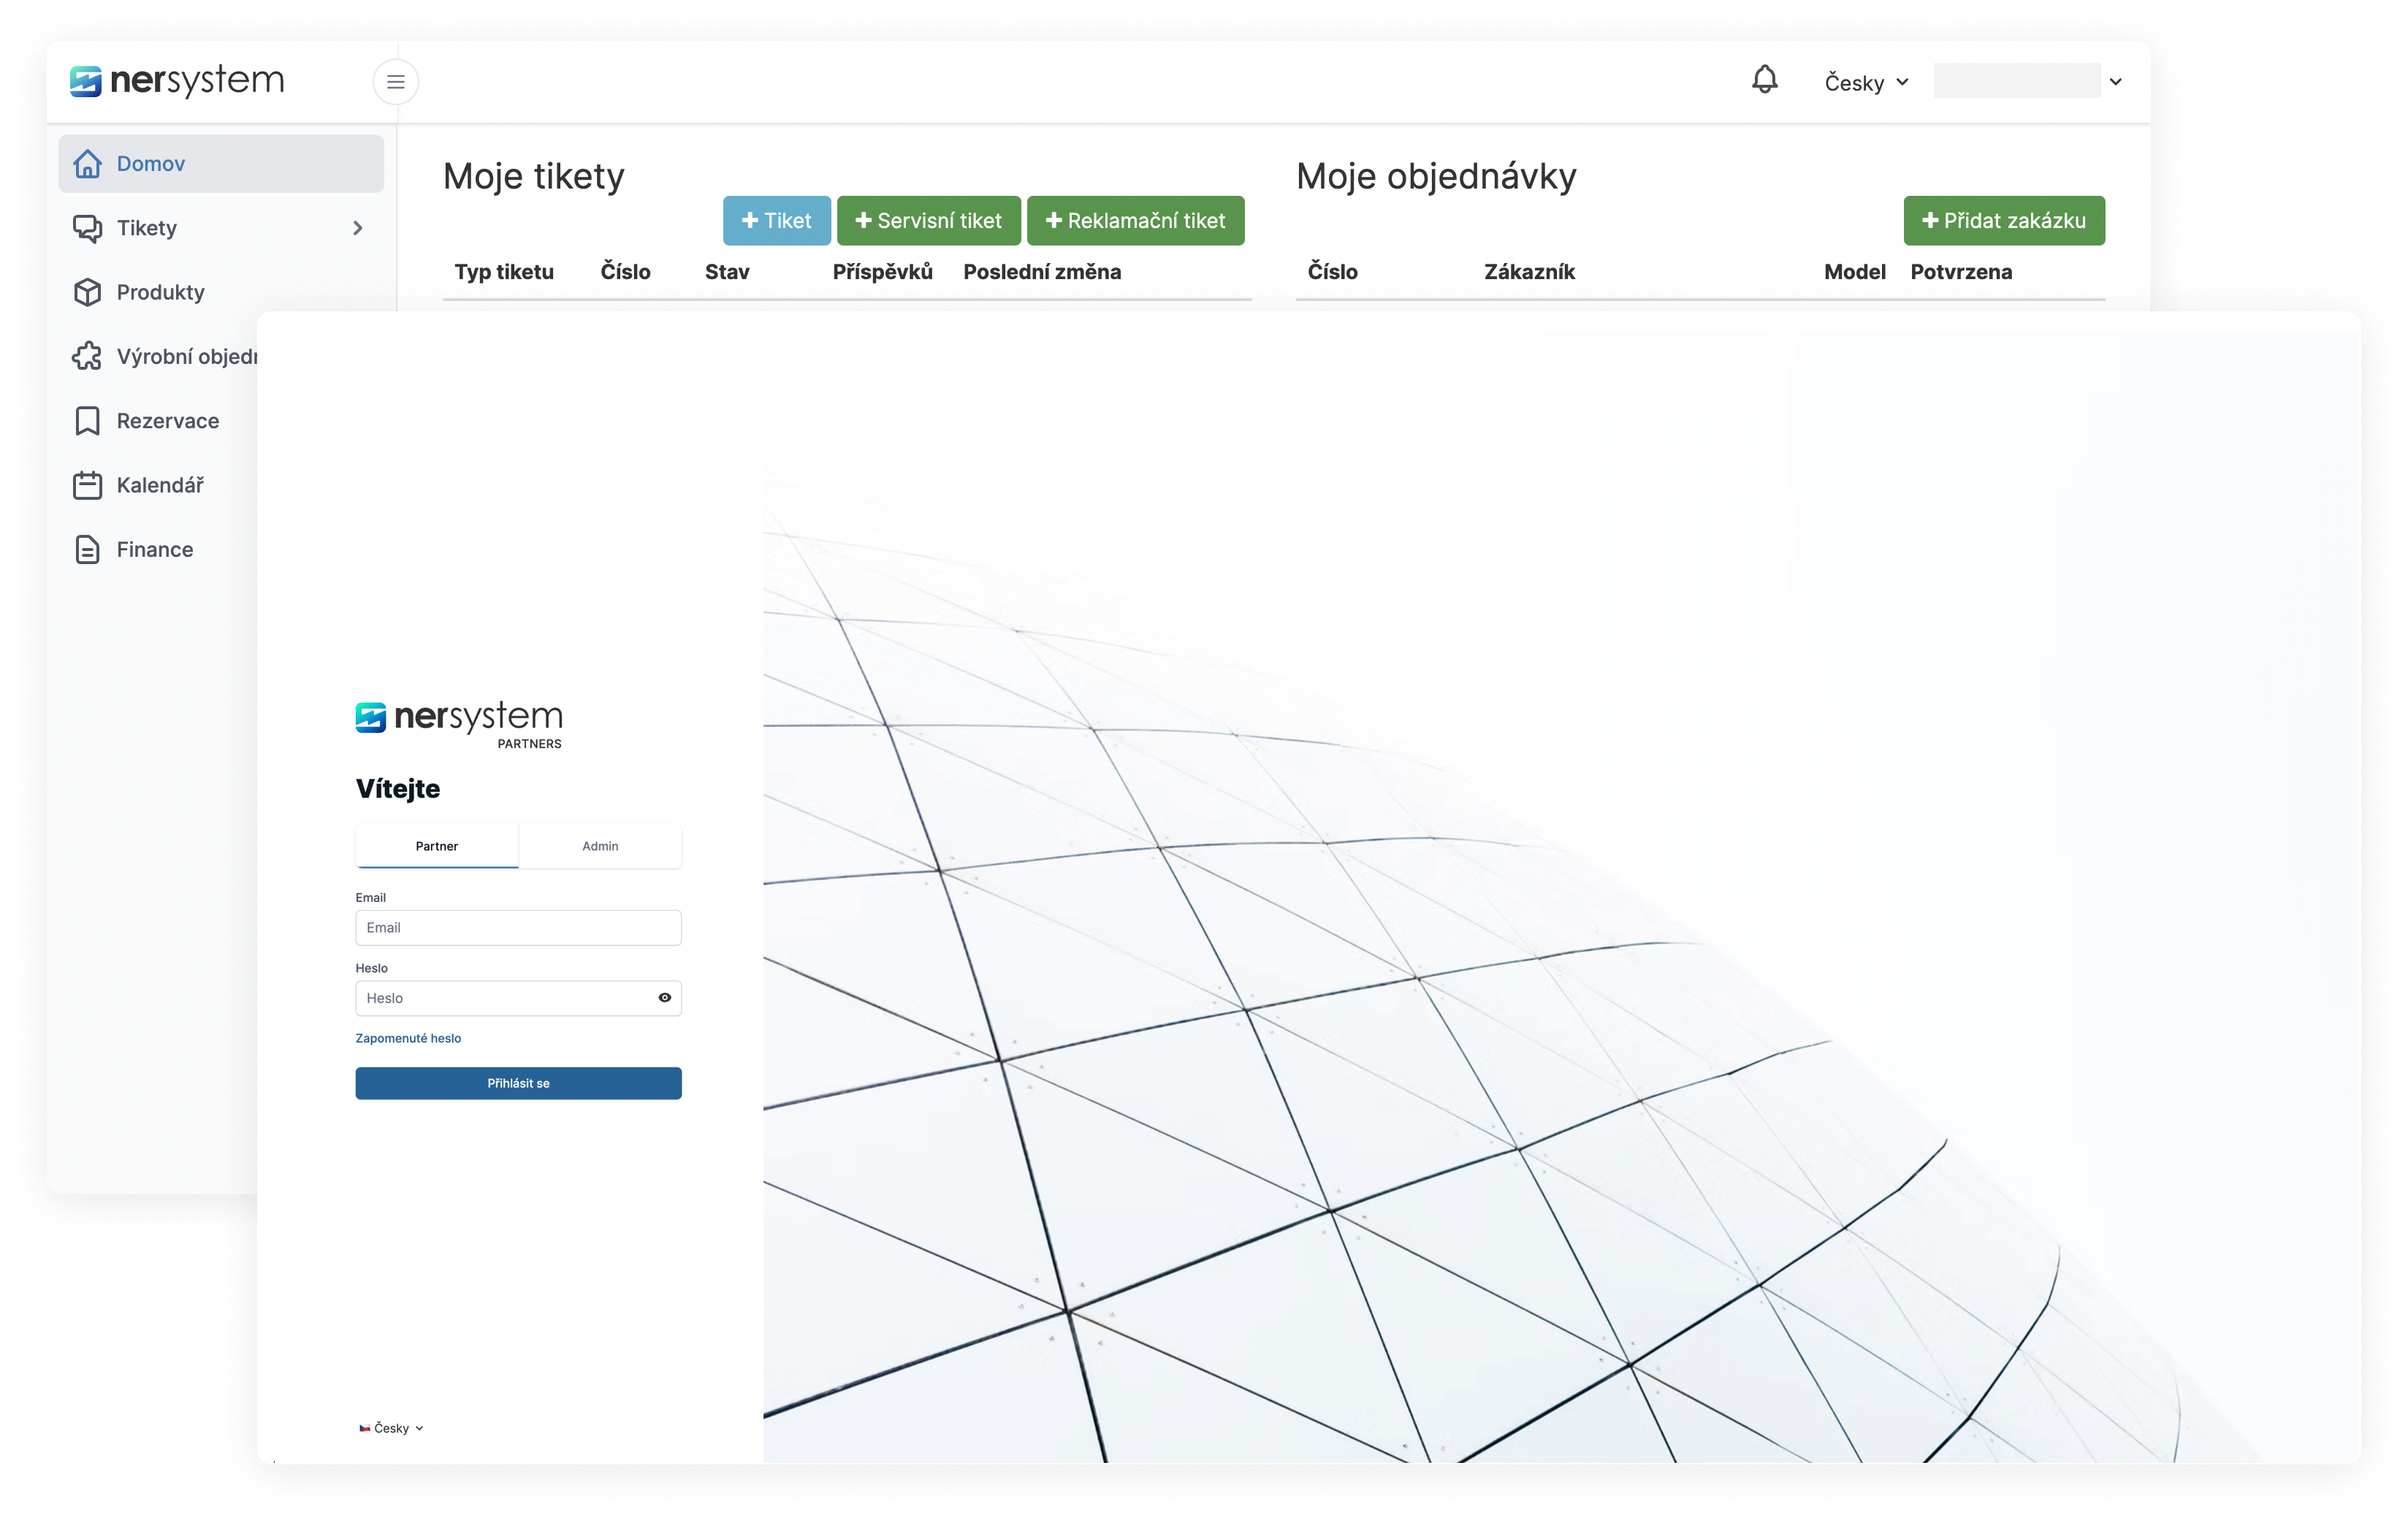 nersystem
Česky
Domov
Tikety
Produkty
Výrobní objedn
Rezervace
Kalendář
Finance
Moje tikety
Tiket
Servisní tiket
Reklamační tiket
Typ tiketu Číslo Stav Příspěvků Poslední změna
Moje objednávky
Přidat zakázku
Číslo Zákazník Model Potvrzena
nersystem
PARTNERS
Vítejte
Partner Admin
Email
Email
Heslo
Heslo
Zapomenuté heslo
Přihlásit se
Česky